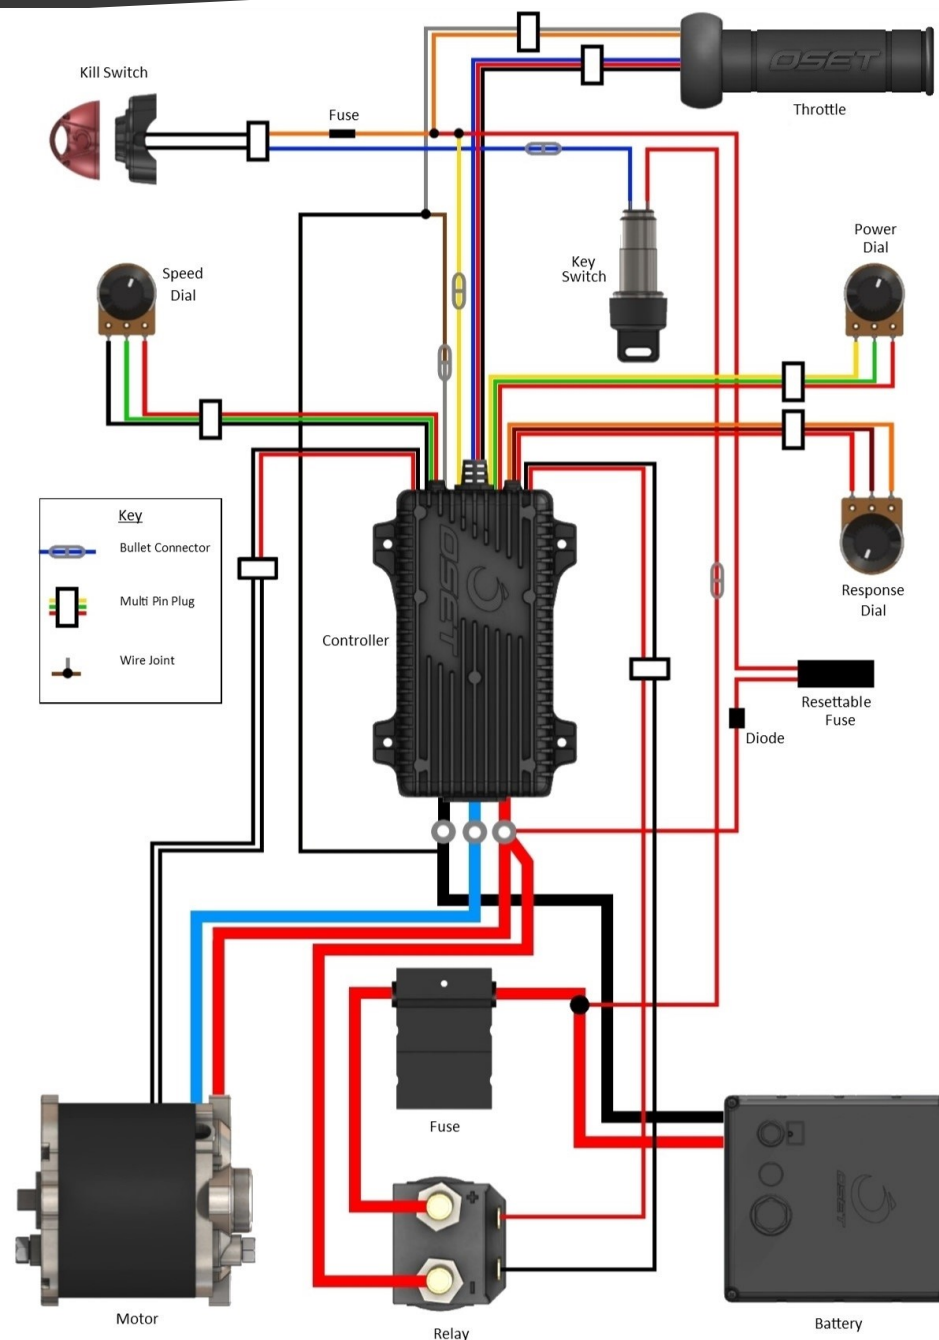 Kill Switch
Fuse
OSET
Throttle
Speed
Dial
Key
Switch
Power
Dial
Key
Bullet Connector
Multi Pin Plug
Wire Joint
OSET
Controller
Response
Dial
Resettable
Fuse
Diode
Fuse
+
-
OSET
Motor
Relay
Battery